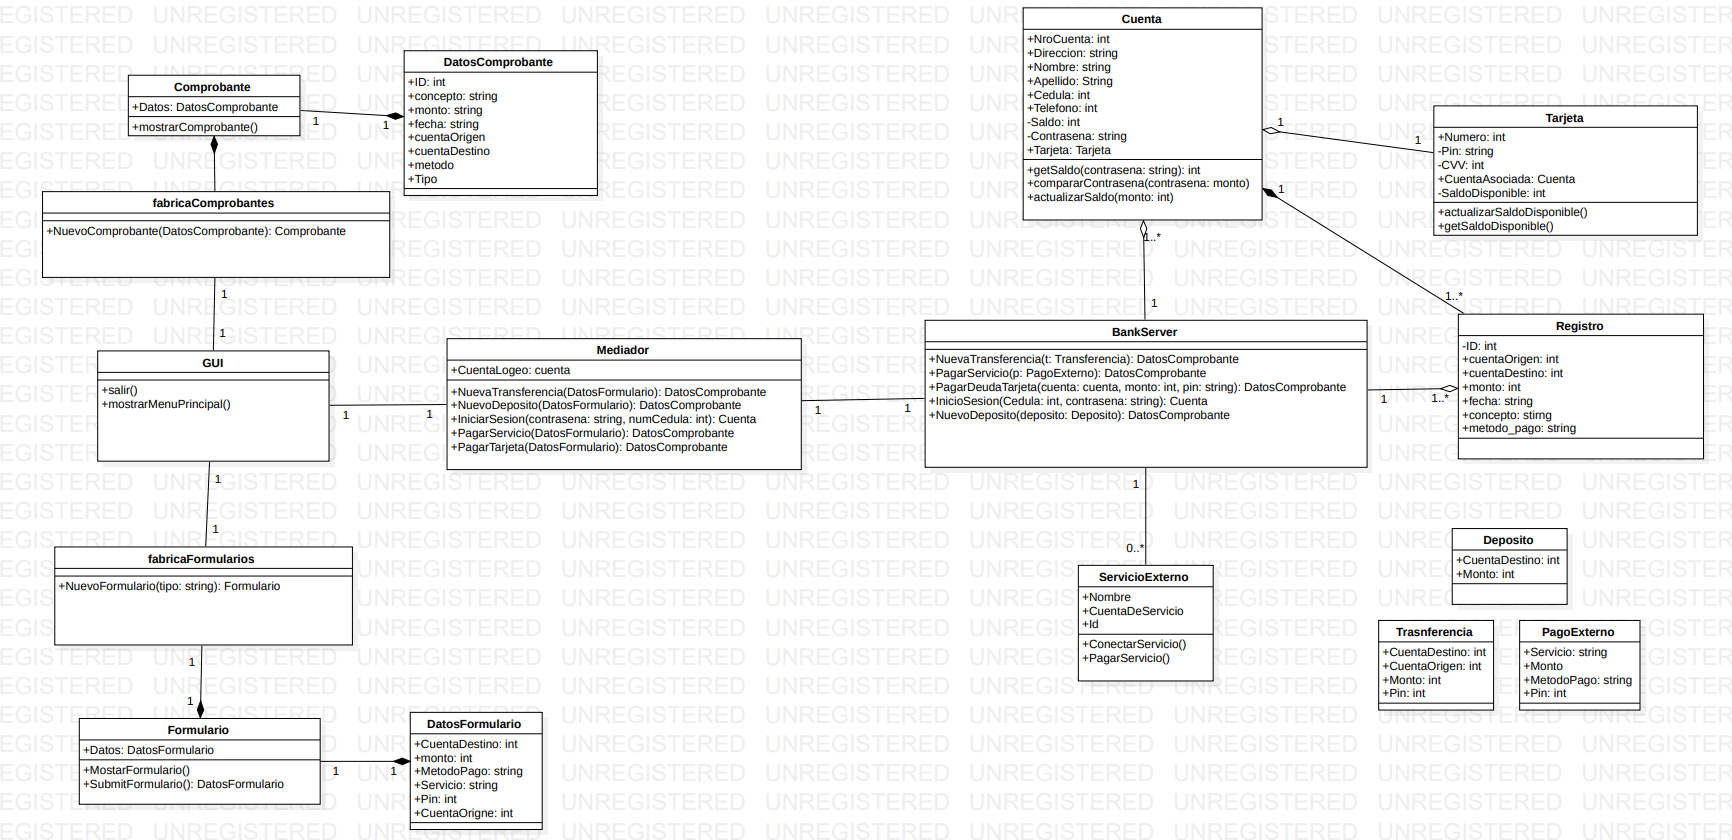 Comprobante
+Datos: DatosComprobante
+mostrarComprobante()
1
1
DatosComprobante
+ID: int
+concepto: string
+monto: string
+fecha: string
+cuentaOrigen
+cuentaDestino
+metodo
+Tipo
fabricaComprobantes
+NuevoComprobante(DatosComprobante): Comprobante
1
1
GUI
+salir()
+mostrarMenuPrincipal()
1
1
1
1
fabricaFormularios
+NuevoFormulario(tipo: string): Formulario
1
1
Formulario
+Datos: DatosFormulario
+MostarFormulario()
+SubmitFormulario(): DatosFormulario
1
1
DatosFormulario
+CuentaDestino: int
+monto: int
+MetodoPago: string
+Servicio: string
+Pin: int
+CuentaOrigne: int
Mediador
+CuentaLogeo: cuenta
+NuevaTransferencia(DatosFormulario): DatosComprobante
+NuevoDeposito(DatosFormulario): DatosComprobante
+IniciarSesion(contrasena: string, numCedula: int): Cuenta
+PagarServicio(DatosFormulario): DatosComprobante
+PagarTarjeta(DatosFormulario): DatosComprobante
1
1
Cuenta
+NroCuenta: int
+Direccion: string
+Nombre: string
+Apellido: String
+Cedula: int
+Telefono: int
-Saldo: int
-Contrasena: string
+Tarjeta: Tarjeta
+getSaldo(contrasena: string): int
+compararContrasena(contrasena: monto)
+actualizarSaldo(monto: int)
1
1
1
1..*
1..*
1
Tarjeta
+Numero: int
-Pin: string
-CVV: int
+CuentaAsociada: Cuenta
-SaldoDisponible: int
+actualizarSaldoDisponible()
+getSaldoDisponible()
BankServer
+NuevaTransferencia(t: Transferencia): DatosComprobante
+PagarServicio(p: PagoExterno): DatosComprobante
+PagarDeudaTarjeta(cuenta: cuenta, monto: int, pin: string): DatosComprobante
+InicioSesion(Cedula: int, contrasena: string): Cuenta
+NuevoDeposito(deposito: Deposito): DatosComprobante
1
1..*
Registro
-ID: int
+cuentaOrigen: int
+cuentaDestino: int
+monto: int
+fecha: string
+concepto: stirng
+metodo_pago: string
1
0..*
ServicioExterno
+Nombre
+CuentaDeServicio
+Id
+ConectarServicio()
+PagarServicio()
Deposito
+CuentaDestino: int
+Monto: int
Trasnferencia
+CuentaDestino: int
+CuentaOrigen: int
+Monto: int
+Pin: int
PagoExterno
+Servicio: string
+Monto
+MetodoPago: string
+Pin: int